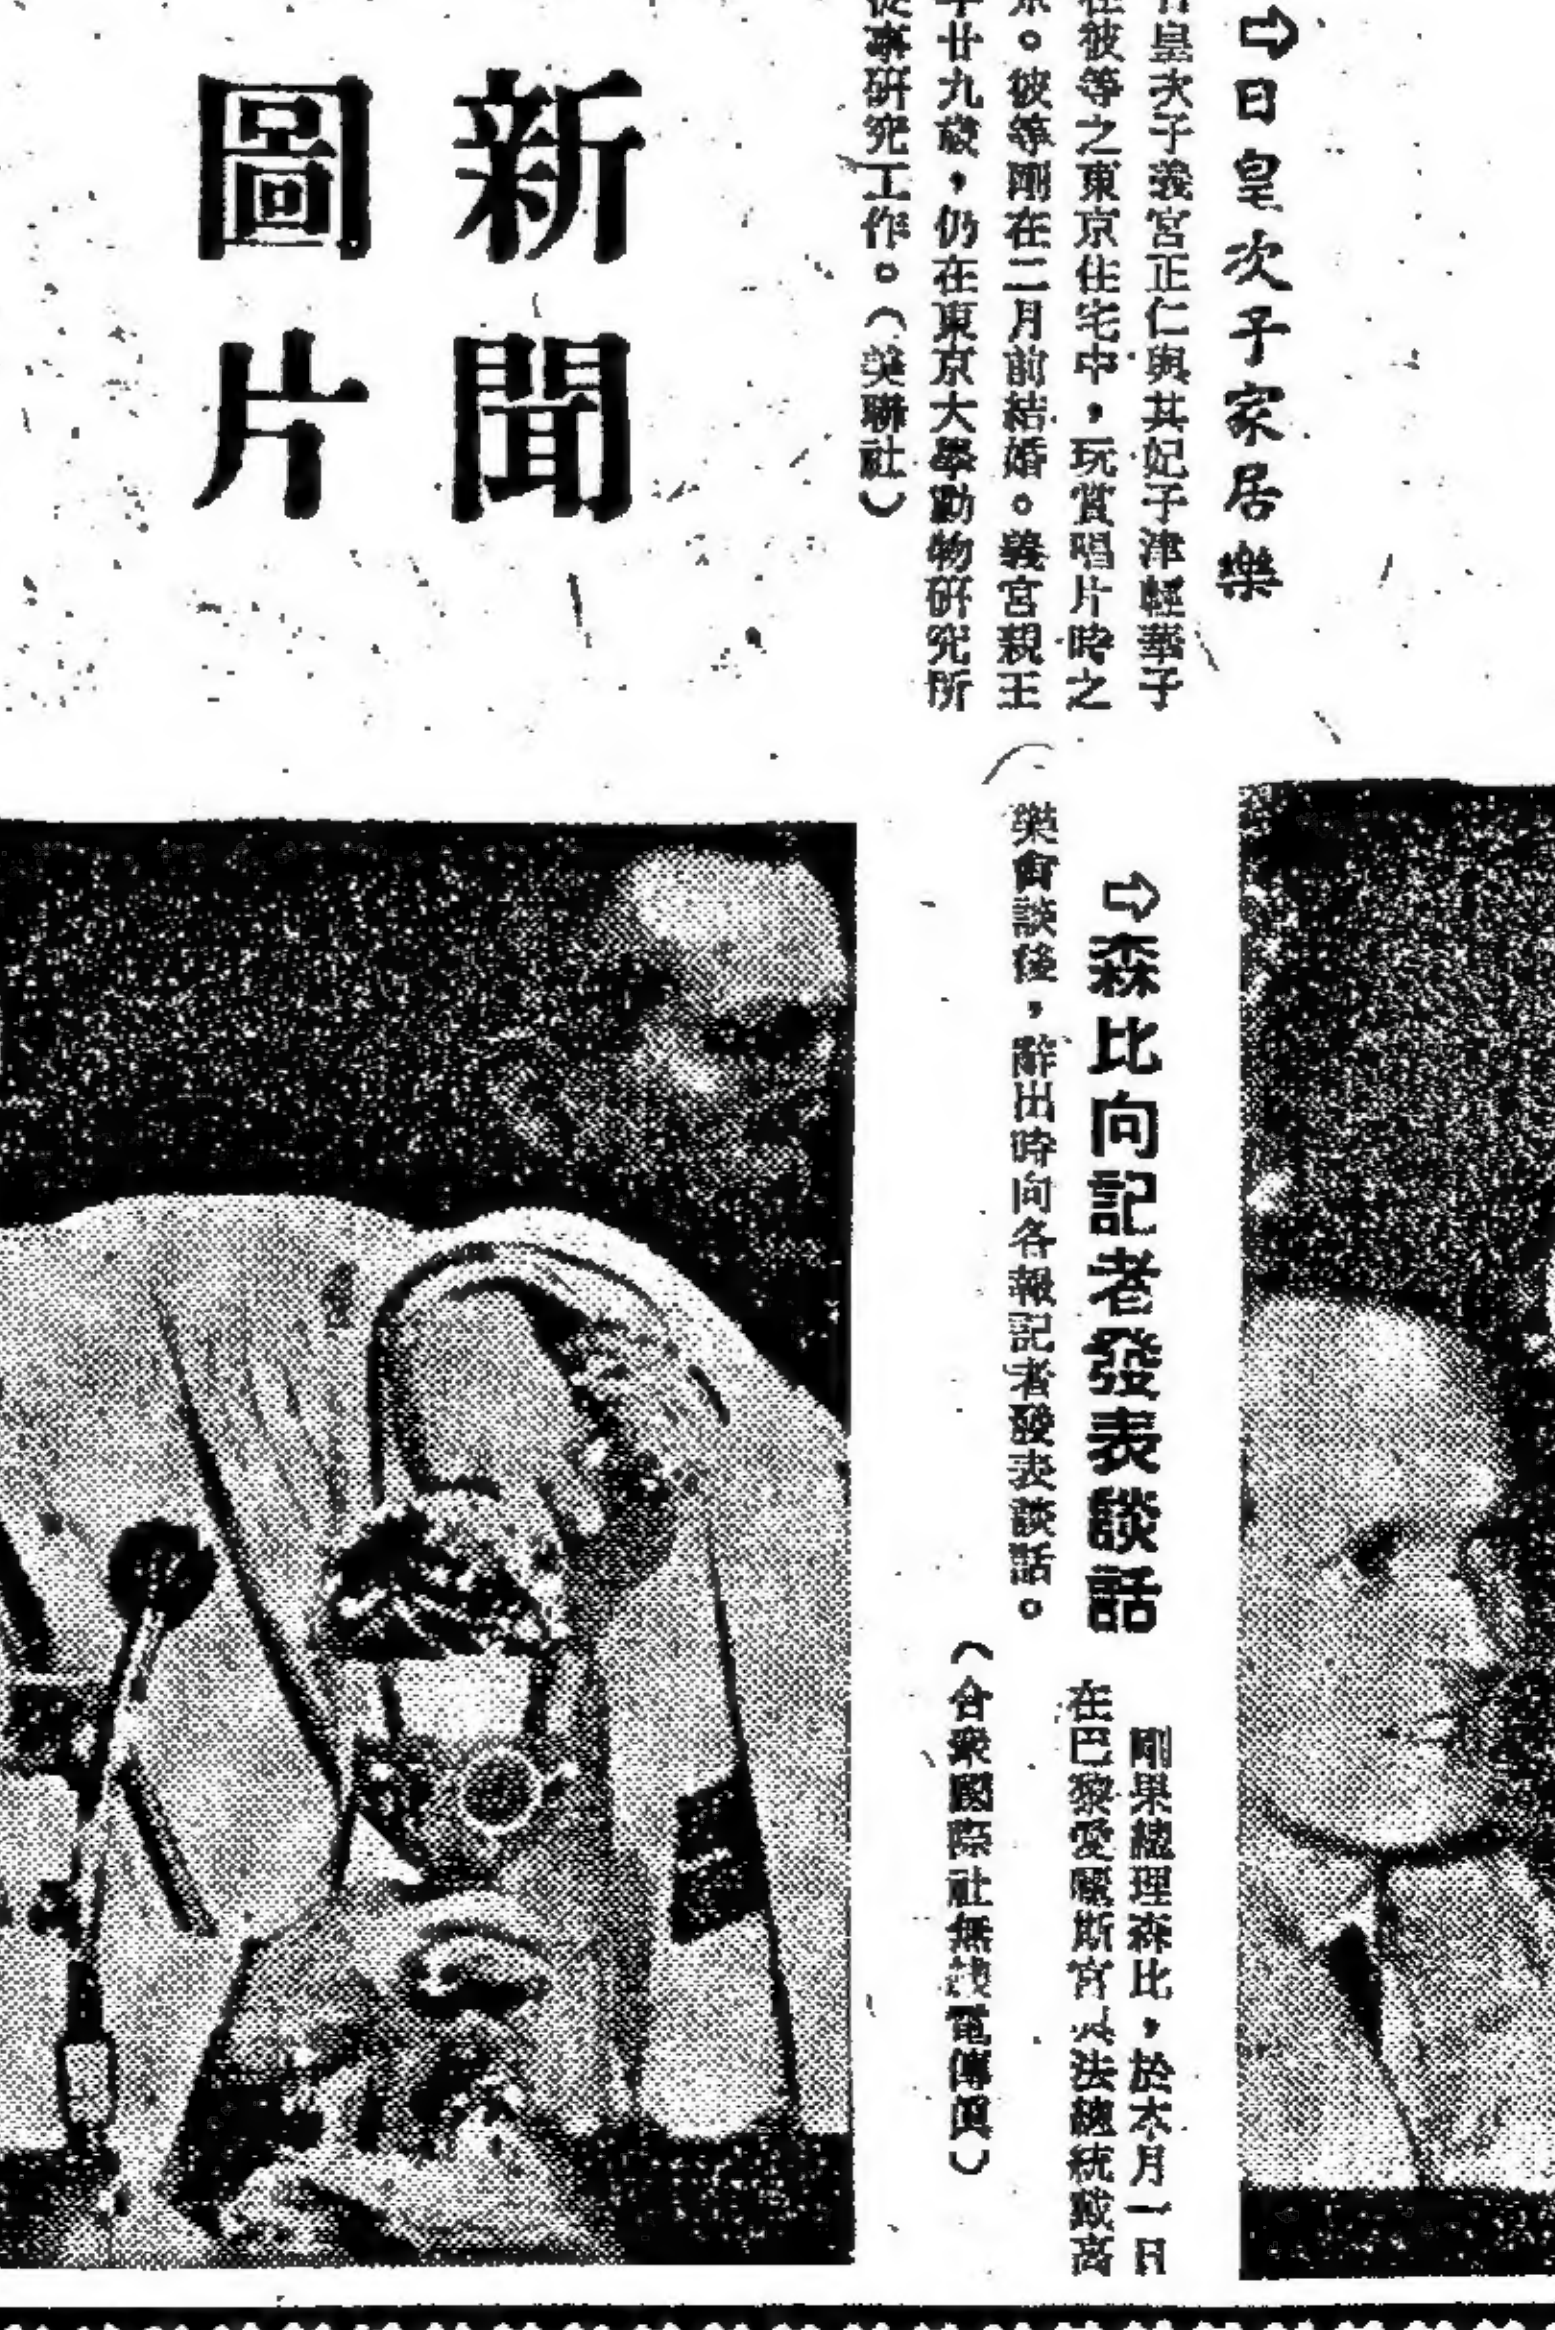 ⇨日皇次子家居樂
皇次子義宮正仁與其妃子津輕華子
在彼等之東京住宅中，玩賞唱片時之
。彼等剛在二月前結婚。義宮親王
年廿九歲，仍在東京大學動物研究所
從事研究工作。（美聯社）
新聞
圖片
⇨森比向記者發表談話
剛果總理森比，於本月一日
在巴黎愛麗斯宮與法總統戴高
樂會談後，辭出時向各報記者發表談話。
（合衆國際社無綫電傳眞）